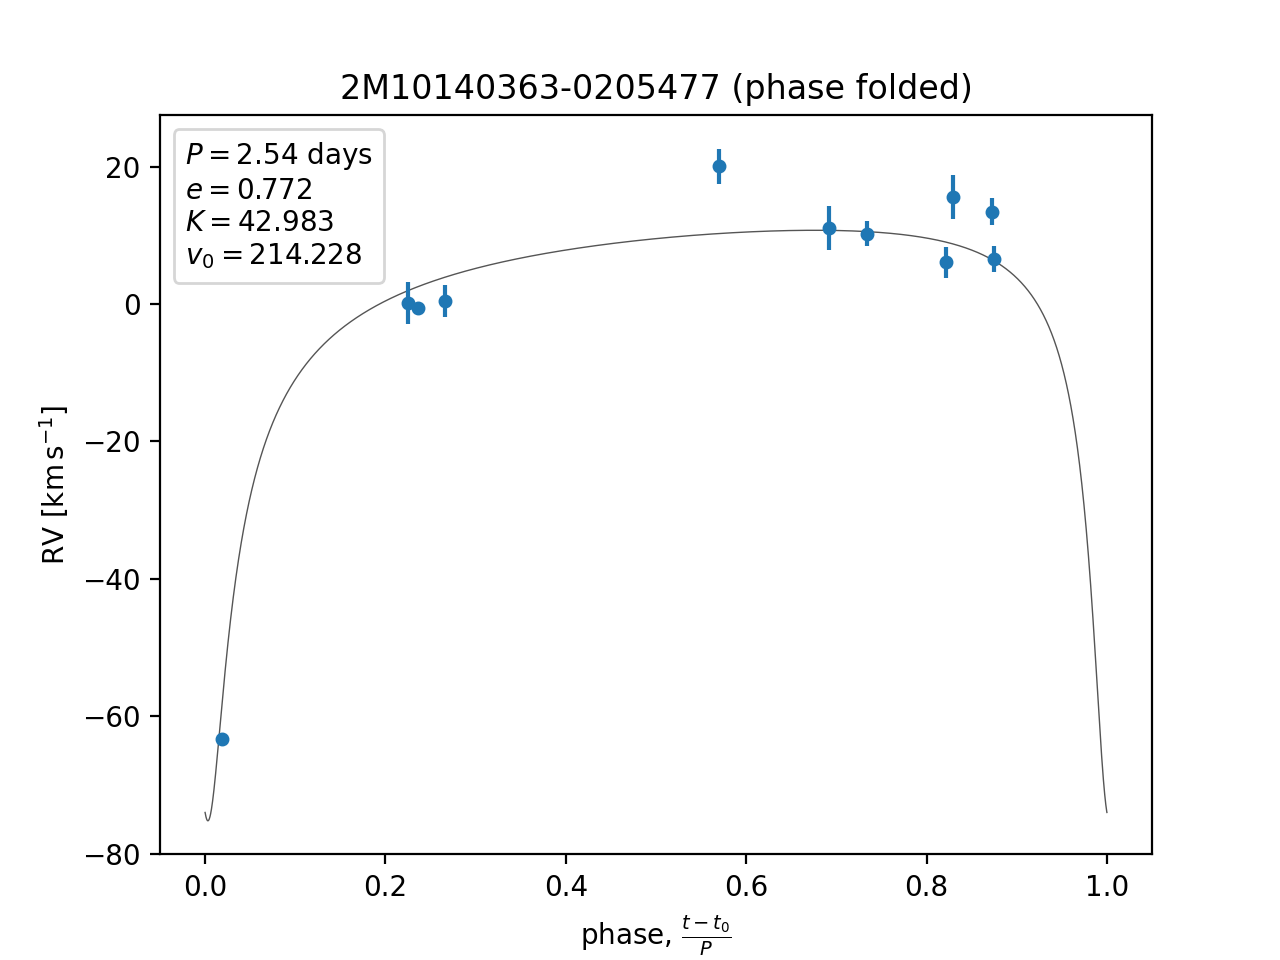 2M10140363-0205477 (phase folded)
P = 2.54 days
e = 0.772
K = 42.983
v₀ = 214.228
20
0
−20
−40
−60
−80
RV [km s⁻¹]
0.0 0.2 0.4 0.6 0.8 1.0
phase, (t − t₀)/P